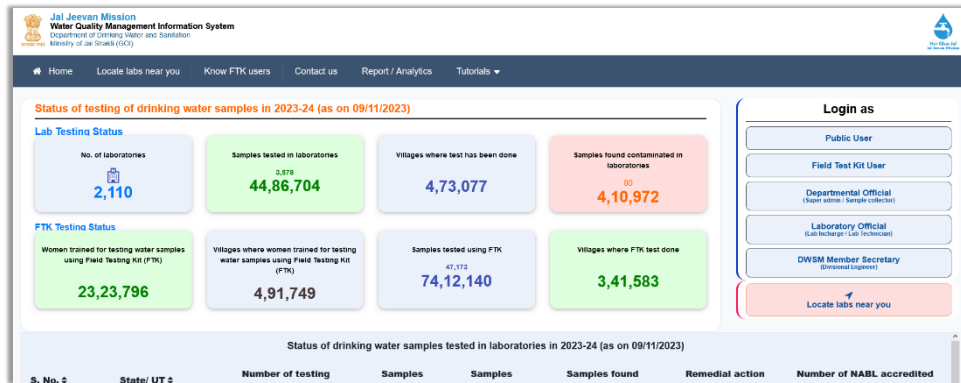 Jal Jeevan Mission
Water Quality Management Information System
Department of Drinking Water and Sanitation
Ministry of Jal Shakti (GOI)
Har Ghar Jal
Jal Jeevan Mission
Home Locate labs near you Know FTK users Contact us Report / Analytics Tutorials
Status of testing of drinking water samples in 2023-24 (as on 09/11/2023)
Lab Testing Status
No. of laboratories
2,110
Samples tested in laboratories
3,578
44,86,704
Villages where test has been done
4,73,077
Samples found contaminated in
laboratories
4,10,972
FTK Testing Status
Women trained for testing water samples
using Field Testing Kit (FTK)
23,23,796
Villages where women trained for testing
water samples using Field Testing Kit
(FTK)
4,91,749
Samples tested using FTK
47,173
74,12,140
Villages where FTK test done
3,41,583
Login as
Public User
Field Test Kit User
Departmental Official
(Super admin / Sample collector)
Laboratory Official
(Lab Incharge / Lab Technician)
DWSM Member Secretary
(Divisional Engineer)
Locate labs near you
Status of drinking water samples tested in laboratories in 2023-24 (as on 09/11/2023)
S. No. State/ UT Number of testing Samples Samples Samples found Remedial action Number of NABL accredited